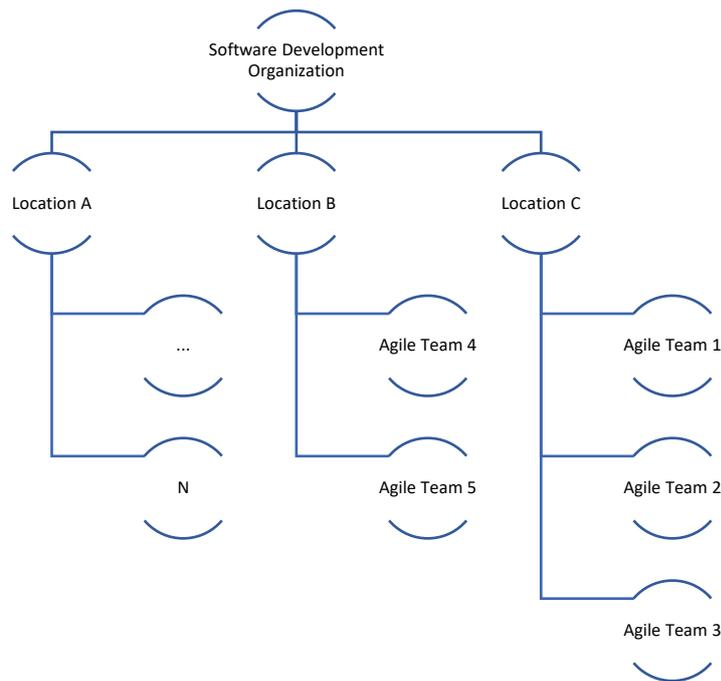 Software Development
Organization
Location A
Location B
Location C
...
Agile Team 4
Agile Team 1
N
Agile Team 5
Agile Team 2
Agile Team 3